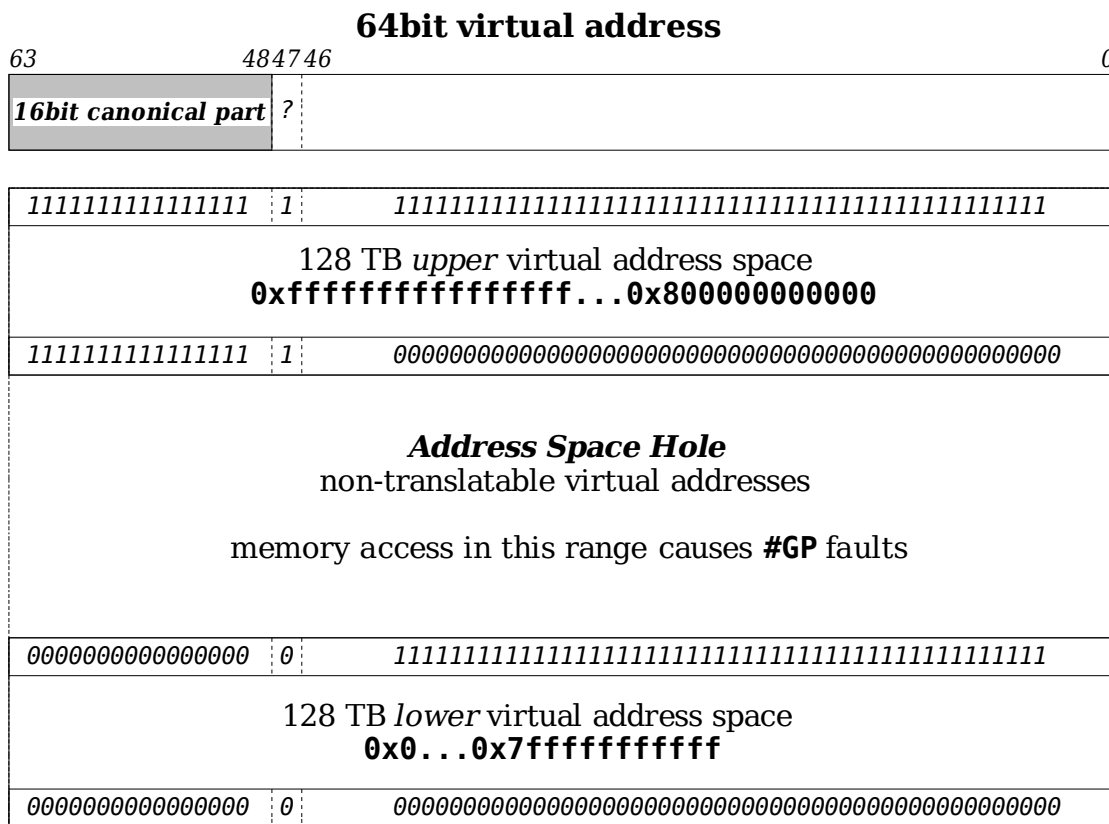 64bit virtual address
63 48 47 46 0
16bit canonical part ?
1111111111111111 1 11111111111111111111111111111111111111111111111
128 TB upper virtual address space
0xffffffffffffffff...0x800000000000
1111111111111111 1 000000000000000000000000000000000000000000000000
Address Space Hole
non-translatable virtual addresses
memory access in this range causes #GP faults
0000000000000000 0 11111111111111111111111111111111111111111111111
128 TB lower virtual address space
0x0...0x7fffffffffff
0000000000000000 0 000000000000000000000000000000000000000000000000